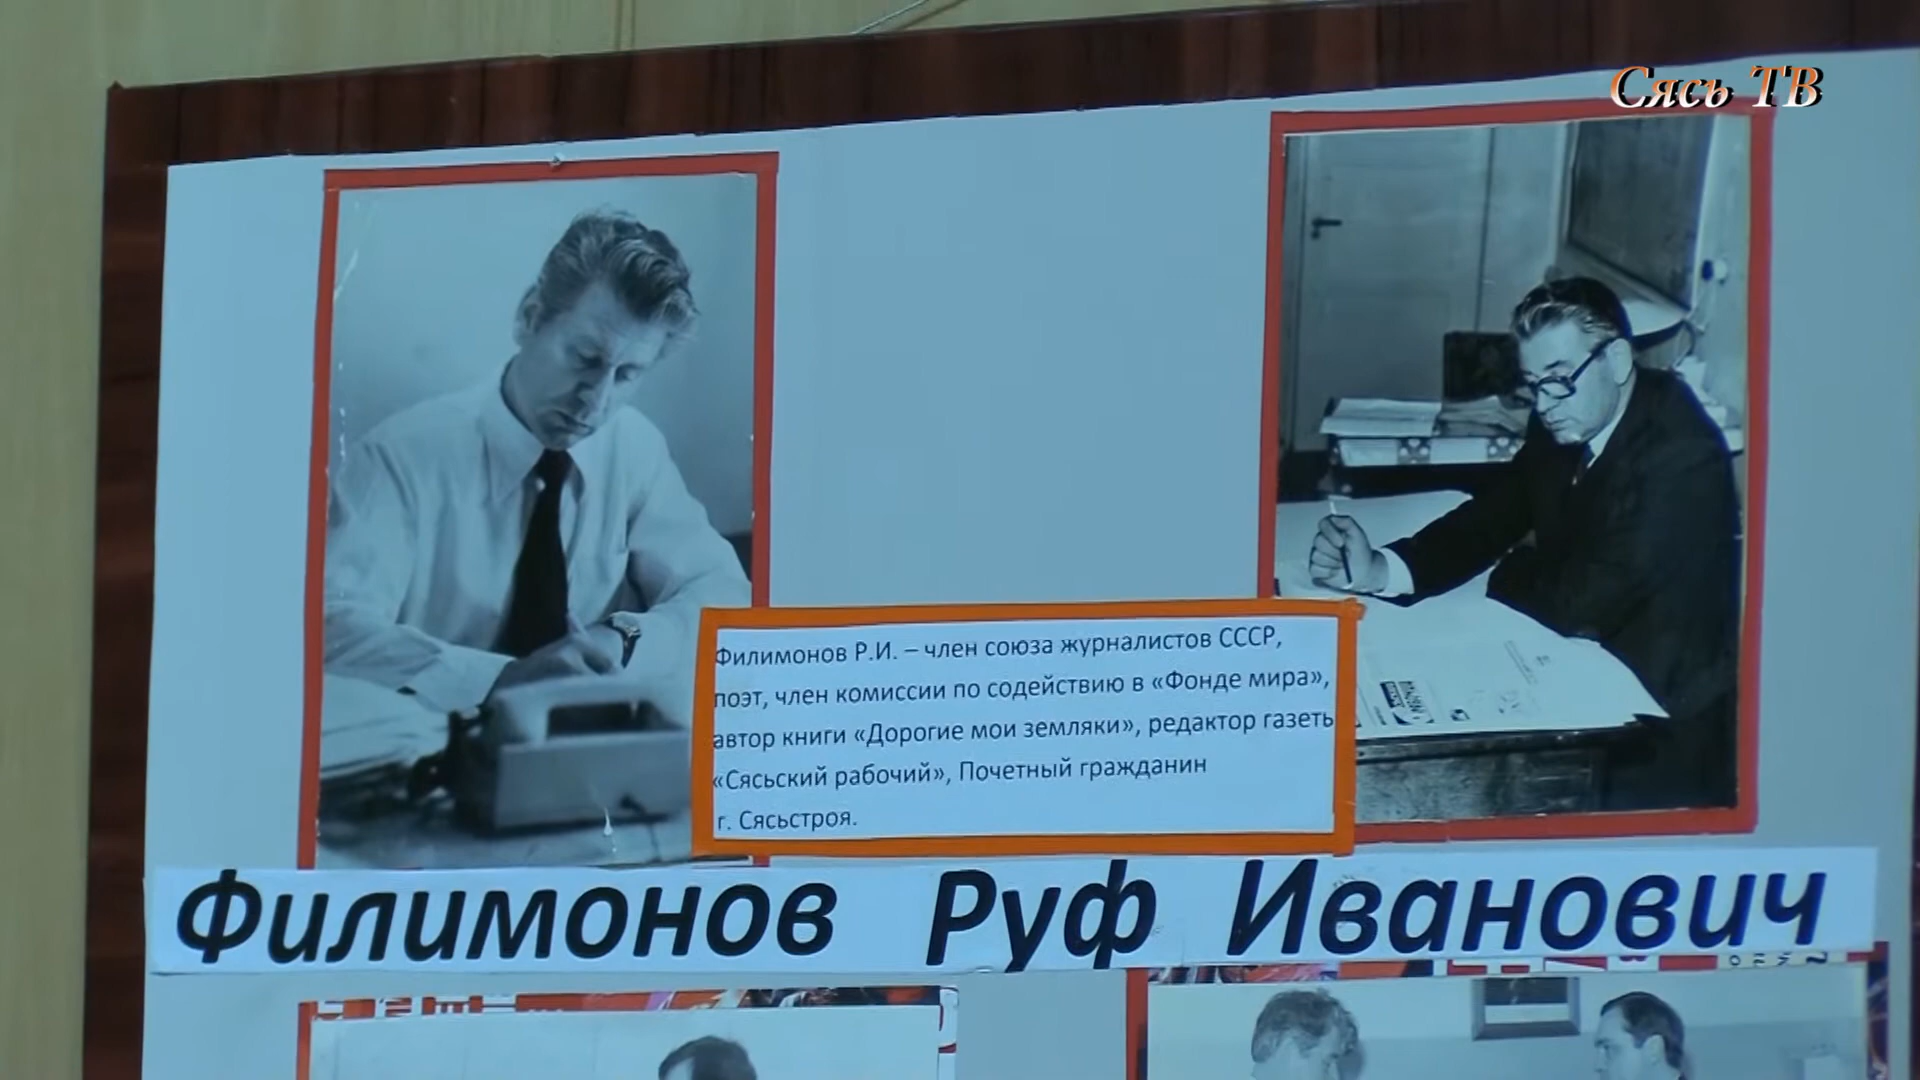 Сясь ТВ
Филимонов Р.И. – член союза журналистов СССР,
поэт, член комиссии по содействию в «Фонде мира»,
автор книги «Дорогие мои земляки», редактор газеть
«Сясьский рабочий», Почетный гражданин
г. Сясьстроя.
Филимонов Руф Иванович